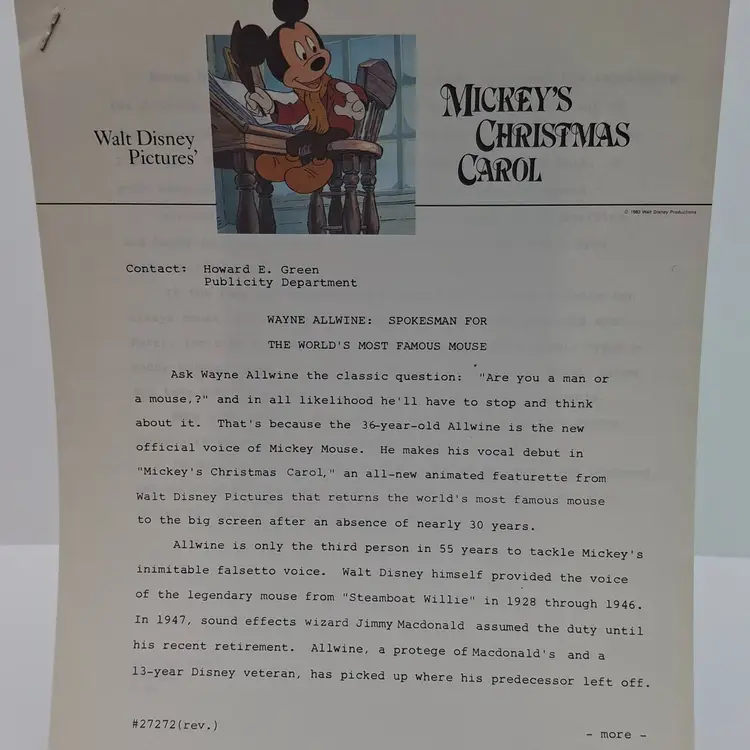 Walt Disney
Pictures'
MICKEY'S
CHRISTMAS
CAROL
© 1983 Walt Disney Productions
Contact: Howard E. Green
Publicity Department
WAYNE ALLWINE: SPOKESMAN FOR
THE WORLD'S MOST FAMOUS MOUSE
Ask Wayne Allwine the classic question: "Are you a man or
a mouse,?" and in all likelihood he'll have to stop and think
about it. That's because the 36-year-old Allwine is the new
official voice of Mickey Mouse. He makes his vocal debut in
"Mickey's Christmas Carol," an all-new animated featurette from
Walt Disney Pictures that returns the world's most famous mouse
to the big screen after an absence of nearly 30 years.
Allwine is only the third person in 55 years to tackle Mickey's
inimitable falsetto voice. Walt Disney himself provided the voice
of the legendary mouse from "Steamboat Willie" in 1928 through 1946.
In 1947, sound effects wizard Jimmy Macdonald assumed the duty until
his recent retirement. Allwine, a protege of Macdonald's and a
13-year Disney veteran, has picked up where his predecessor left off.
#27272(rev.)
- more -